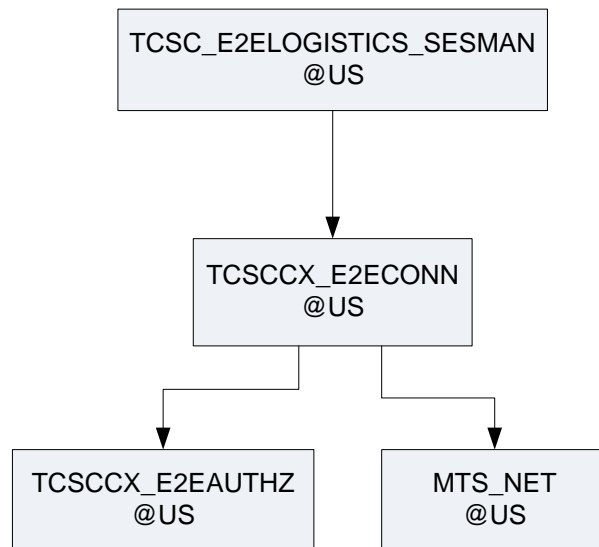 TCSC_E2ELOGISTICS_SESMAN
@US
TCSCCX_E2ECONN
@US
TCSCCX_E2EAUTHZ
@US
MTS_NET
@US